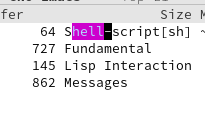 fer Size M
64 Shell-script[sh] ~
727 Fundamental
145 Lisp Interaction
862 Messages